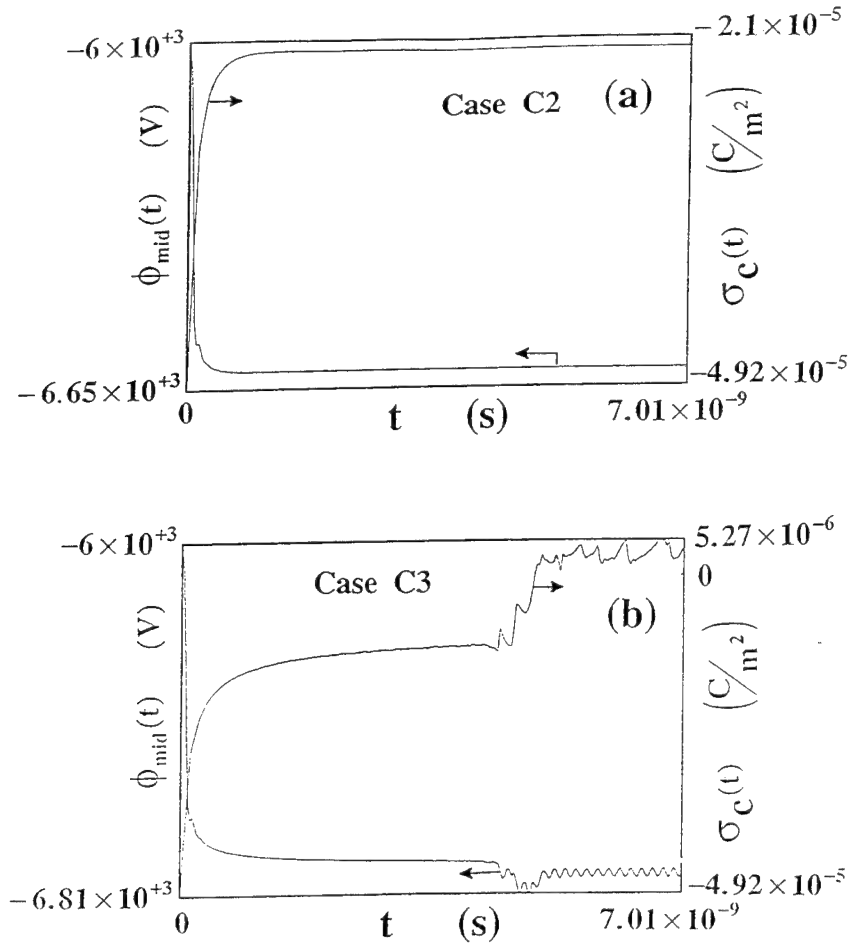 −6×10⁺³
−2.1×10⁻⁵
Case C2
(a)
ϕmid(t) (V)
σc(t) (C/m²)
−6.65×10⁺³
−4.92×10⁻⁵
0
7.01×10⁻⁹
t (s)
−6×10⁺³
5.27×10⁻⁶
0
Case C3
(b)
ϕmid(t) (V)
σc(t) (C/m²)
−6.81×10⁺³
−4.92×10⁻⁵
0
7.01×10⁻⁹
t (s)